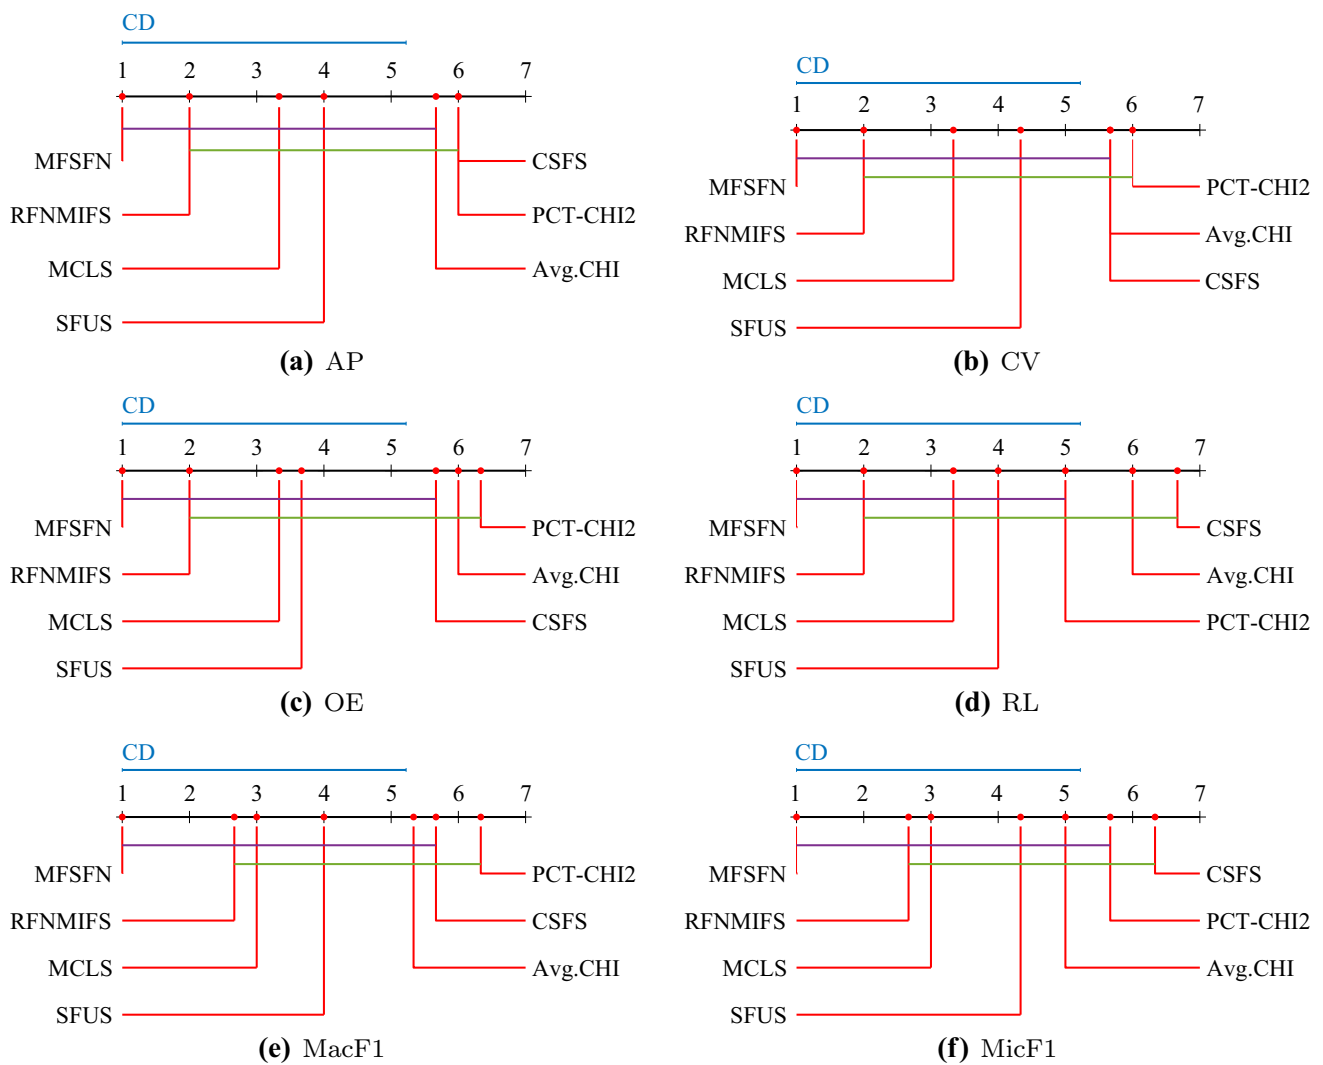 CD
1 2 3 4 5 6 7
MFSFN CSFS
RFNMIFS PCT-CHI2
MCLS Avg.CHI
SFUS
(a) AP
CD
1 2 3 4 5 6 7
MFSFN PCT-CHI2
RFNMIFS Avg.CHI
MCLS CSFS
SFUS
(b) CV
CD
1 2 3 4 5 6 7
MFSFN PCT-CHI2
RFNMIFS Avg.CHI
MCLS CSFS
SFUS
(c) OE
CD
1 2 3 4 5 6 7
MFSFN CSFS
RFNMIFS Avg.CHI
MCLS PCT-CHI2
SFUS
(d) RL
CD
1 2 3 4 5 6 7
MFSFN PCT-CHI2
RFNMIFS CSFS
MCLS Avg.CHI
SFUS
(e) MacF1
CD
1 2 3 4 5 6 7
MFSFN CSFS
RFNMIFS PCT-CHI2
MCLS Avg.CHI
SFUS
(f) MicF1